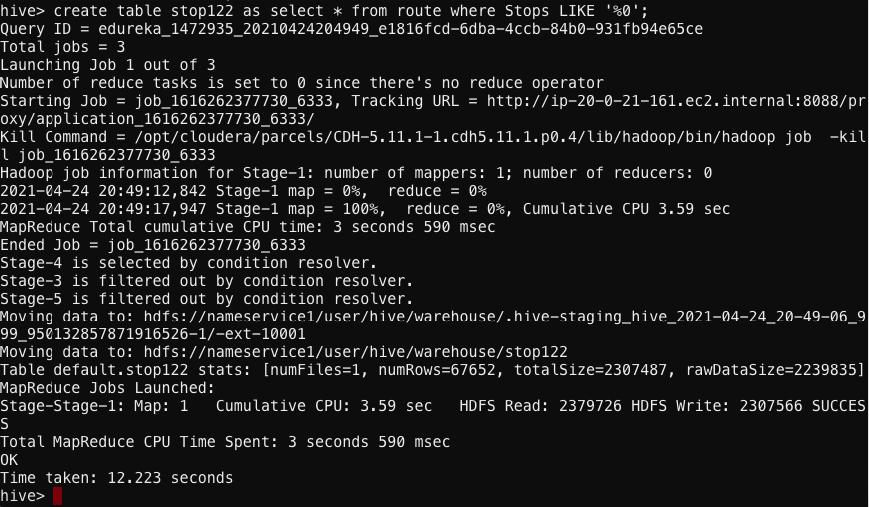 hive> create table stop122 as select * from route where Stops LIKE '%0';
Query ID = edureka_1472935_20210424204949_e1816fcd-6dba-4ccb-84b0-931fb94e65ce
Total jobs = 3
Launching Job 1 out of 3
Number of reduce tasks is set to 0 since there's no reduce operator
Starting Job = job_1616262377730_6333, Tracking URL = http://ip-20-0-21-161.ec2.internal:8088/pr
oxy/application_1616262377730_6333/
Kill Command = /opt/cloudera/parcels/CDH-5.11.1-1.cdh5.11.1.p0.4/lib/hadoop/bin/hadoop job  -kil
l job_1616262377730_6333
Hadoop job information for Stage-1: number of mappers: 1; number of reducers: 0
2021-04-24 20:49:12,842 Stage-1 map = 0%,  reduce = 0%
2021-04-24 20:49:17,947 Stage-1 map = 100%,  reduce = 0%, Cumulative CPU 3.59 sec
MapReduce Total cumulative CPU time: 3 seconds 590 msec
Ended Job = job_1616262377730_6333
Stage-4 is selected by condition resolver.
Stage-3 is filtered out by condition resolver.
Stage-5 is filtered out by condition resolver.
Moving data to: hdfs://nameservice1/user/hive/warehouse/.hive-staging_hive_2021-04-24_20-49-06_9
99_950132857871916526-1/-ext-10001
Moving data to: hdfs://nameservice1/user/hive/warehouse/stop122
Table default.stop122 stats: [numFiles=1, numRows=67652, totalSize=2307487, rawDataSize=2239835]
MapReduce Jobs Launched:
Stage-Stage-1: Map: 1   Cumulative CPU: 3.59 sec   HDFS Read: 2379726 HDFS Write: 2307566 SUCCES
S
Total MapReduce CPU Time Spent: 3 seconds 590 msec
OK
Time taken: 12.223 seconds
hive>